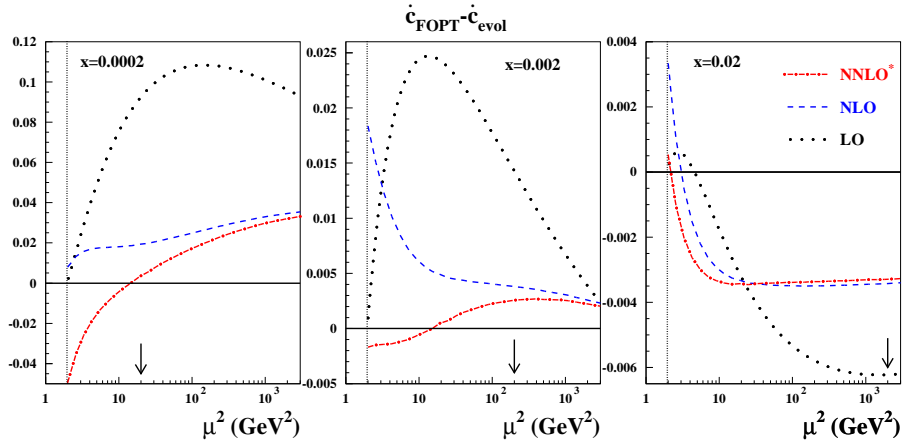 ċ_FOPT-ċ_evol
x=0.0002
0.12
0.1
0.08
0.06
0.04
0.02
0
-0.02
-0.04
1 10 10² 10³
μ² (GeV²)
x=0.002
0.025
0.02
0.015
0.01
0.005
0
-0.005
1 10 10² 10³
μ² (GeV²)
x=0.02
0.004
0.002
0
-0.002
-0.004
-0.006
NNLO*
NLO
LO
1 10 10² 10³
μ² (GeV²)